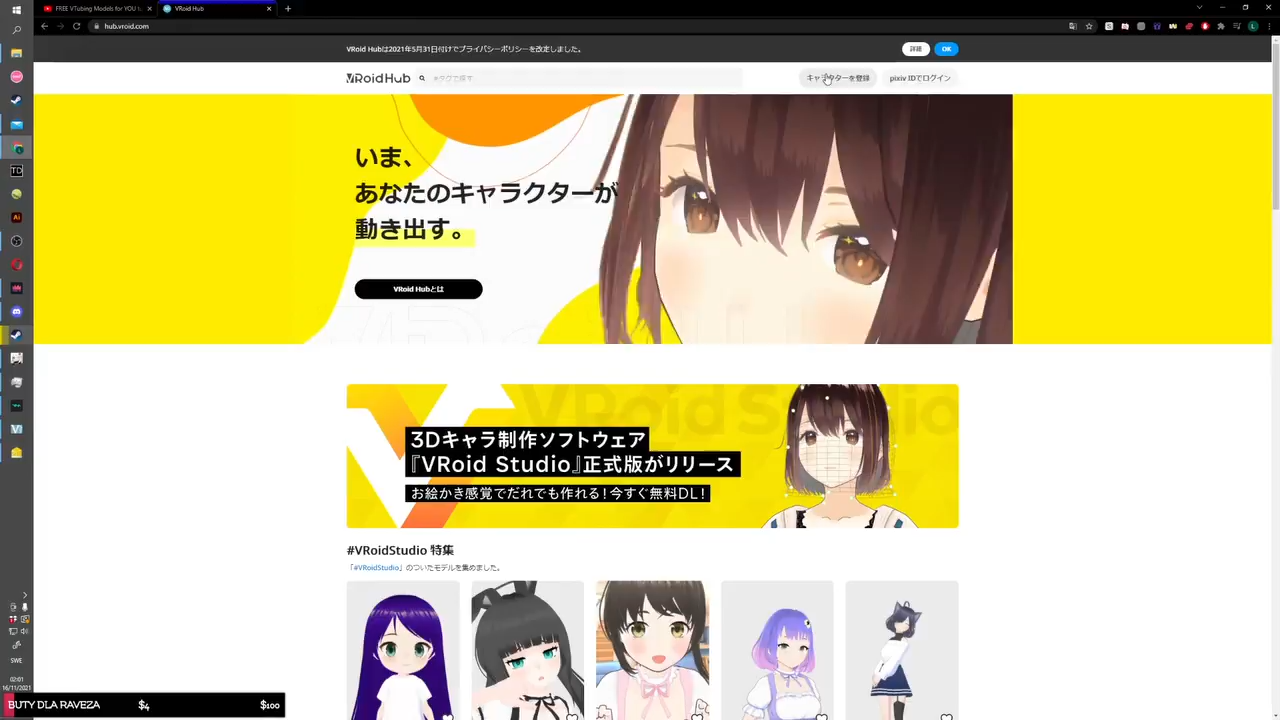 FREE VTubing Models for YOU t
VRoid Hub
hub.vroid.com
VRoid Hubは2021年5月31日付けでプライバシーポリシーを改定しました。
詳細
OK
VRoidHub
#タグで探す
キャラクターを登録
pixiv IDでログイン
いま、
あなたのキャラクターが
動き出す。
VRoid Hubとは
VRoid Studio
3Dキャラ制作ソフトウェア
『VRoid Studio』正式版がリリース
お絵かき感覚でだれでも作れる!今すぐ無料DL!
#VRoidStudio 特集
「#VRoidStudio」のついたモデルを集めました。
SWE
02:01
16/11/2021
BUTY DLA RAVEZA
$4
$100